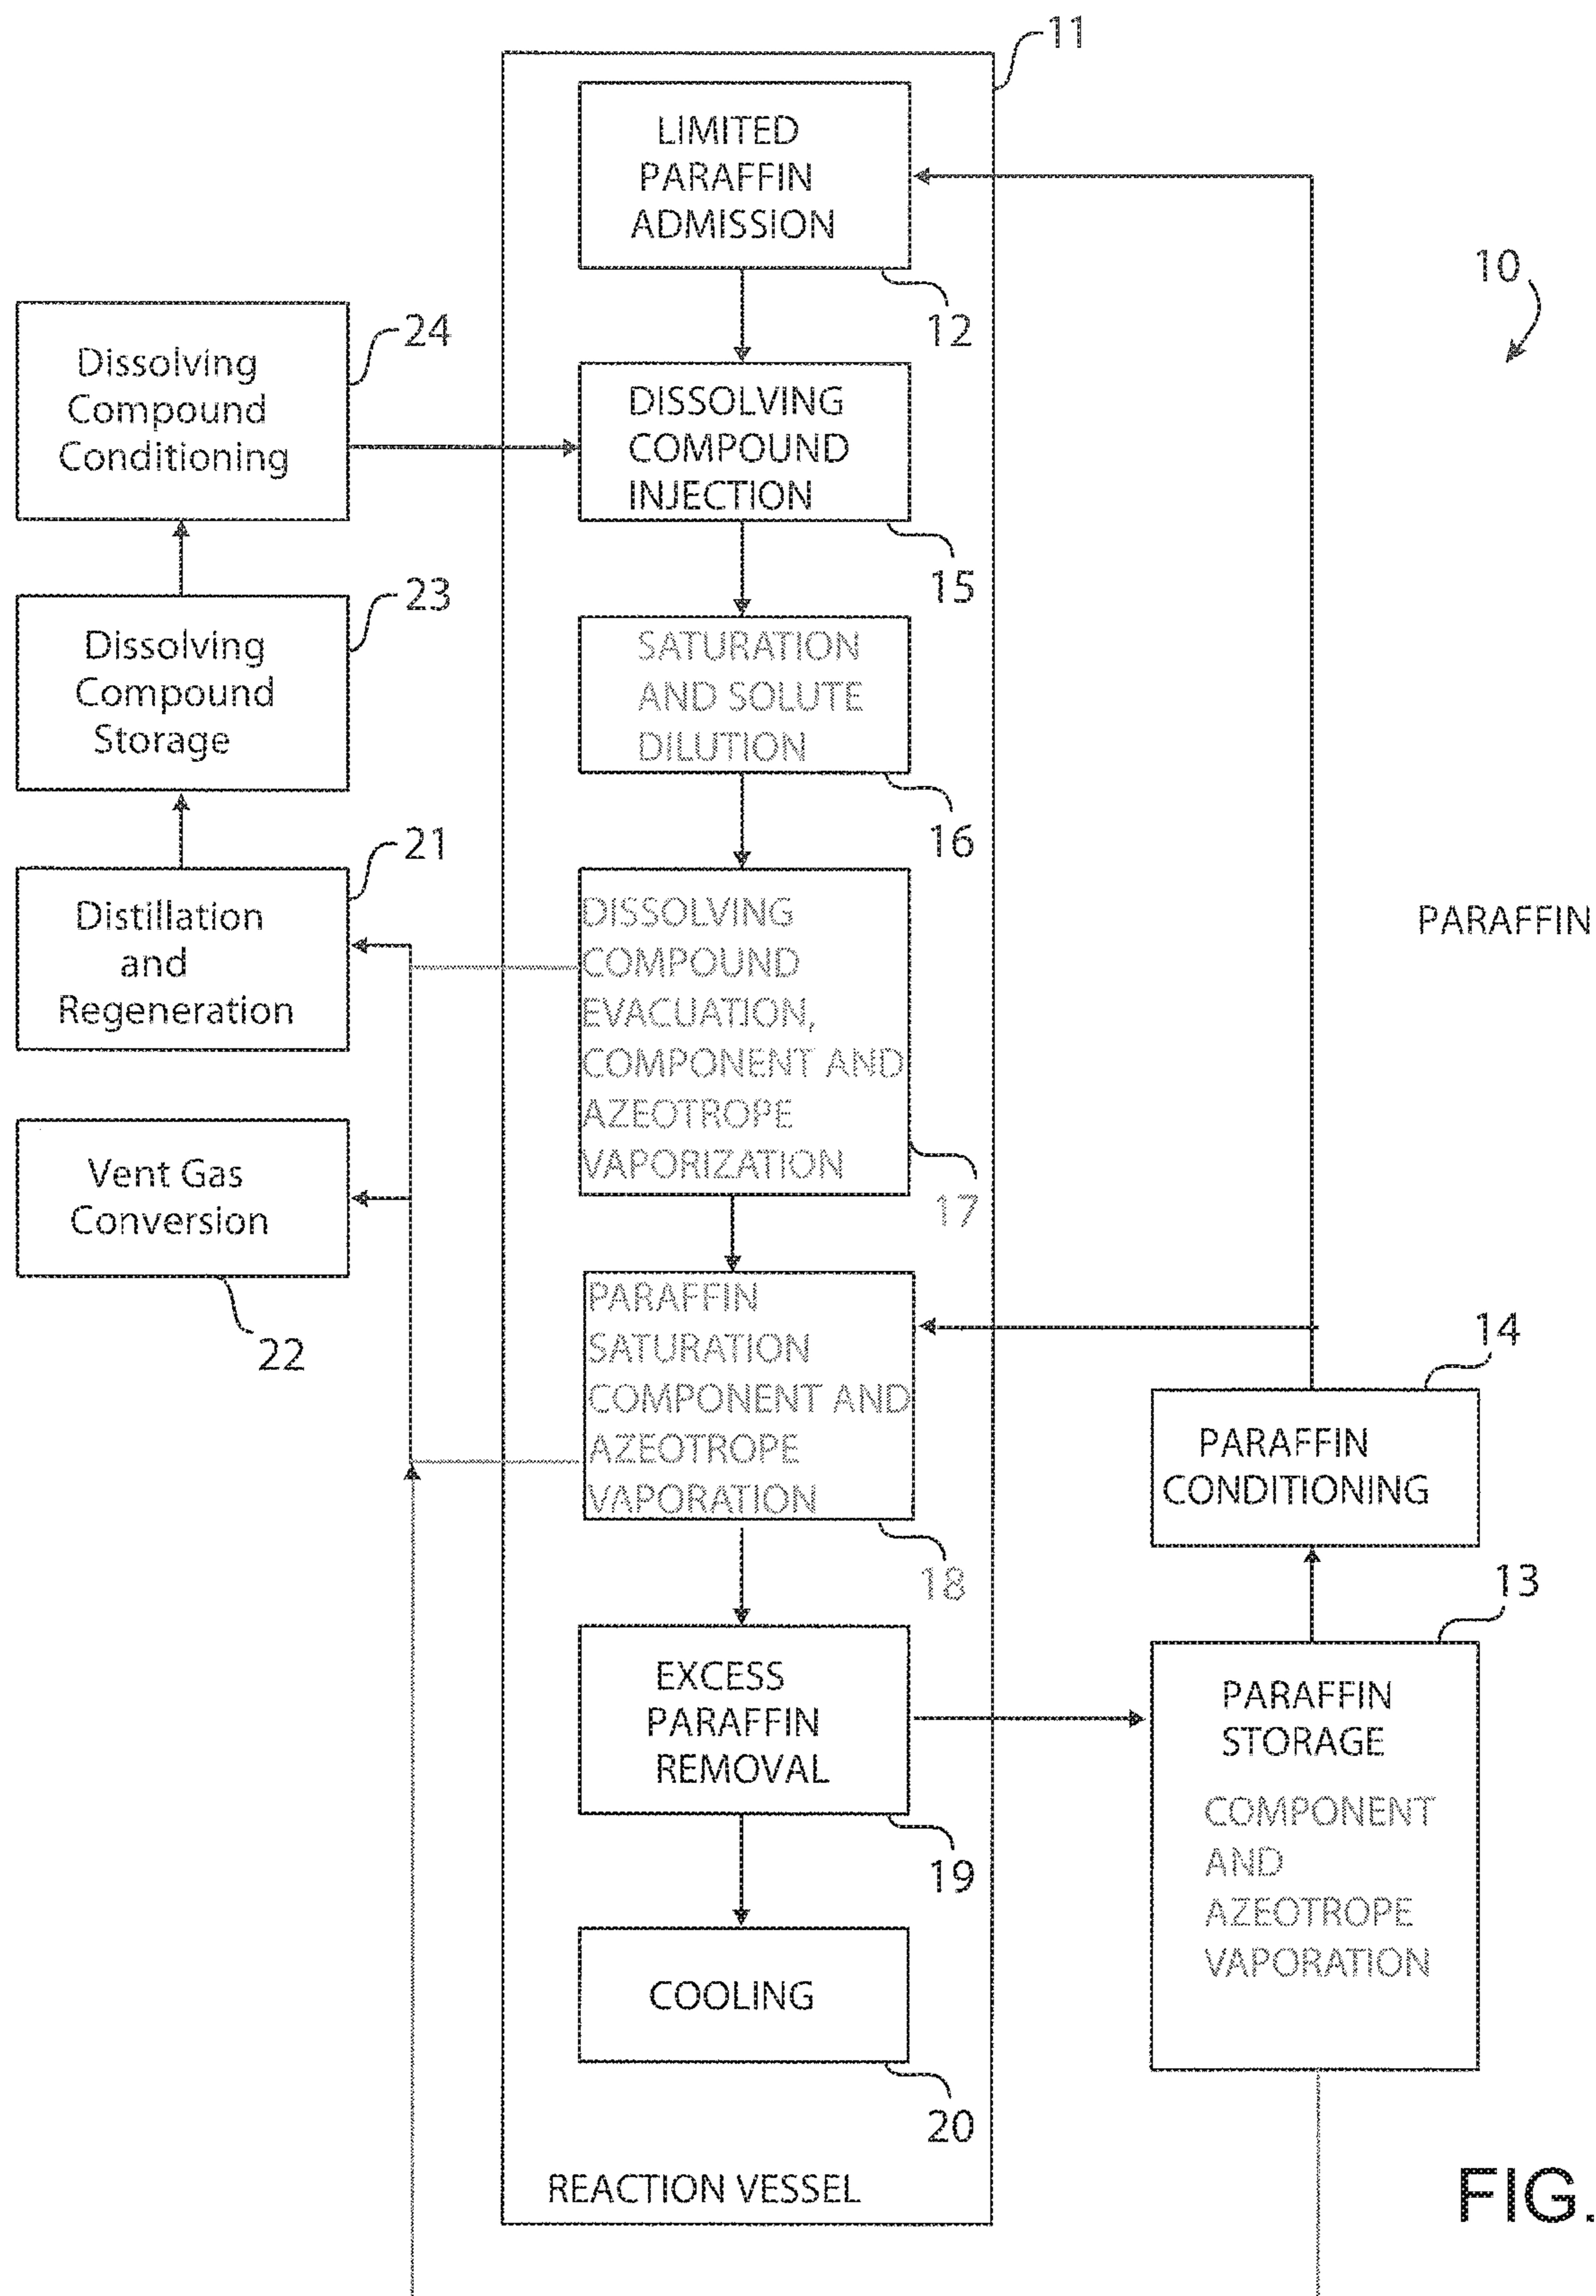 11
LIMITED
PARAFFIN
ADMISSION
12
10
24
Dissolving
Compound
Conditioning
DISSOLVING
COMPOUND
INJECTION
15
23
Dissolving
Compound
Storage
SATURATION
AND SOLUTE
DILUTION
16
21
Distillation
and
Regeneration
DISSOLVING
COMPOUND
EVACUATION,
COMPONENT AND
AZEOTROPE
VAPORIZATION
17
PARAFFIN
Vent Gas
Conversion
22
PARAFFIN
SATURATION
COMPONENT AND
AZEOTROPE
VAPORATION
18
14
PARAFFIN
CONDITIONING
13
EXCESS
PARAFFIN
REMOVAL
19
PARAFFIN
STORAGE
COMPONENT
AND
AZEOTROPE
VAPORATION
COOLING
20
REACTION VESSEL
FIG.